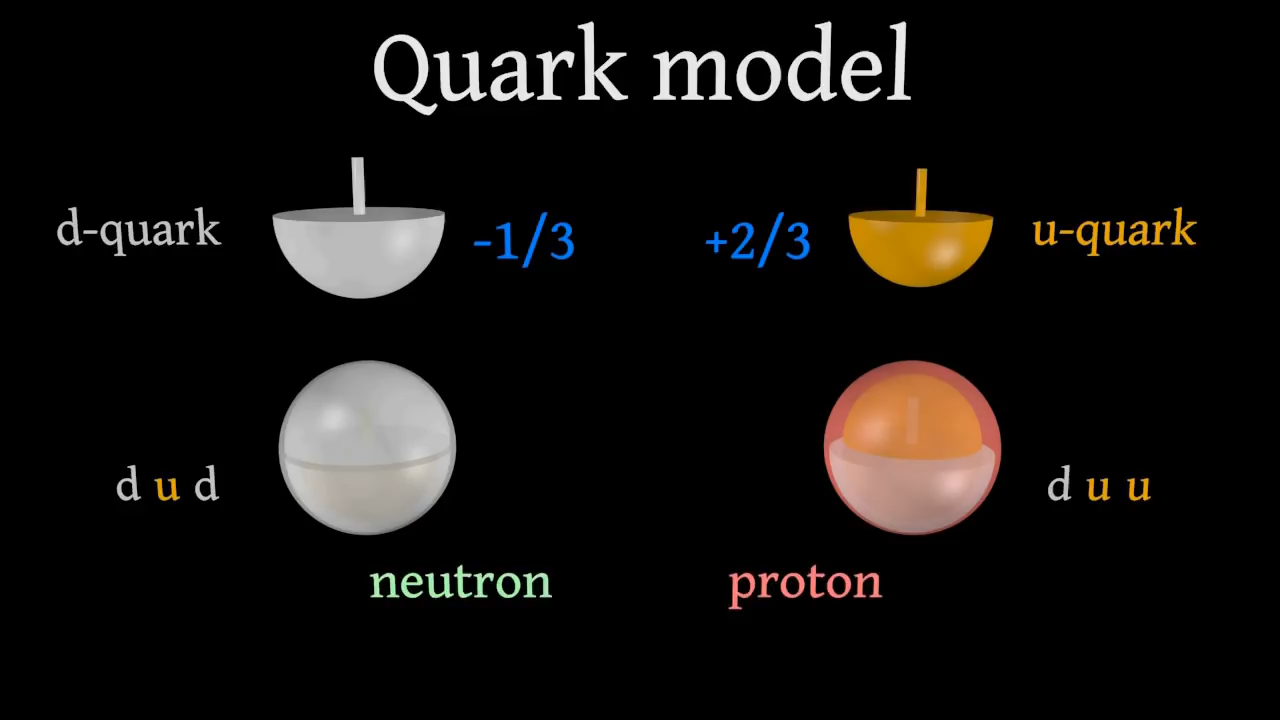 Quark model
d-quark -1/3 +2/3 u-quark
d u d d u u
neutron proton